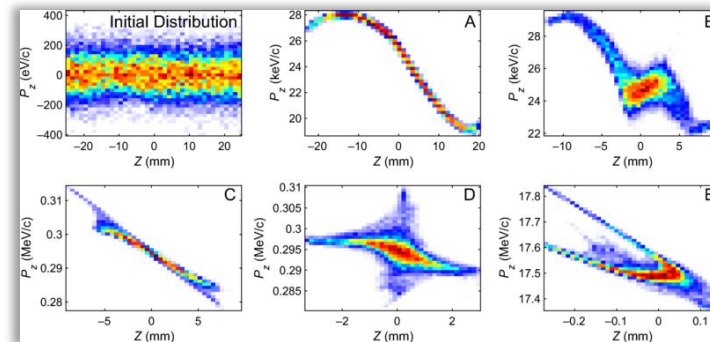 Initial Distribution
A
B
400
200
0
−200
−400
P_z (eV/c)
−20 −10 0 10 20
Z (mm)
28
26
24
22
20
P_z (keV/c)
−20 −10 0 10 20
Z (mm)
28
26
24
22
P_z (keV/c)
−10 −5 0 5
Z (mm)
C
D
0.31
0.3
0.29
0.28
P_z (MeV/c)
−5 0 5
Z (mm)
0.31
0.305
0.3
0.295
0.29
0.285
P_z (MeV/c)
−2 0 2
Z (mm)
17.8
17.7
17.6
17.5
17.4
P_z (MeV/c)
−0.2 −0.1 0 0.1
Z (mm)